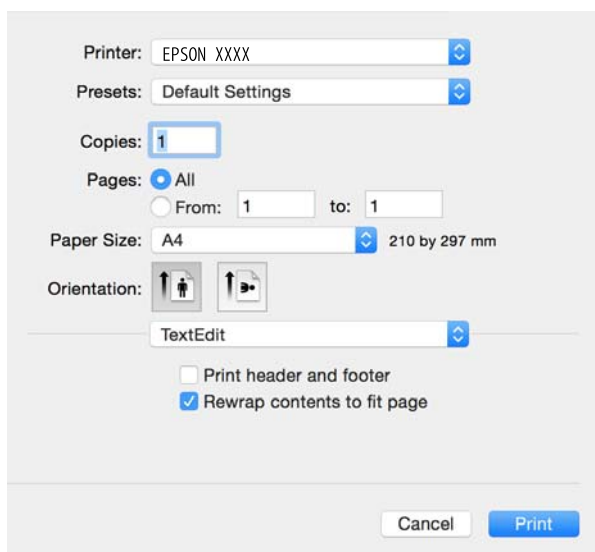 Printer: EPSON XXXX
Presets: Default Settings
Copies: 1
Pages: All
From: 1 to: 1
Paper Size: A4 210 by 297 mm
Orientation:
TextEdit
Print header and footer
Rewrap contents to fit page
Cancel Print